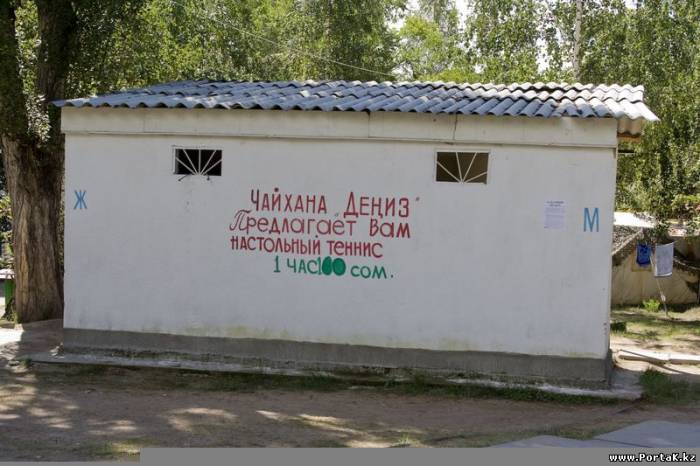 Ж
Чайхана "Деңиз"
Предлагает Вам
настольный теннис
1 час 100 сом.
М
www.PortaK.kz